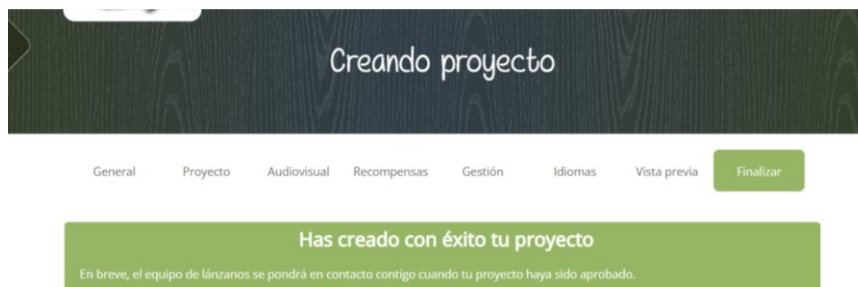 Creando proyecto
General Proyecto Audiovisual Recompensas Gestión Idiomas Vista previa Finalizar
Has creado con éxito tu proyecto
En breve, el equipo de lánzanos se pondrá en contacto contigo cuando tu proyecto haya sido aprobado.